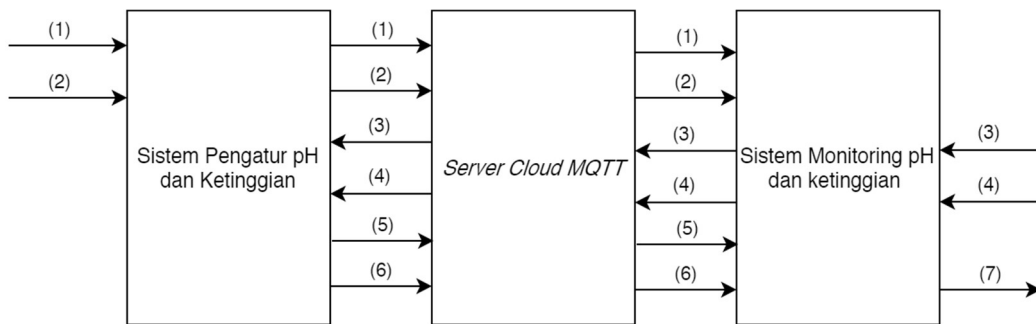 (1) (1) (1)
(2) (2) (2)
(3) (3) (3)
Sistem Pengatur pH
dan Ketinggian
Server Cloud MQTT
Sistem Monitoring pH
dan ketinggian
(4) (4) (4)
(5) (5)
(6) (6) (7)